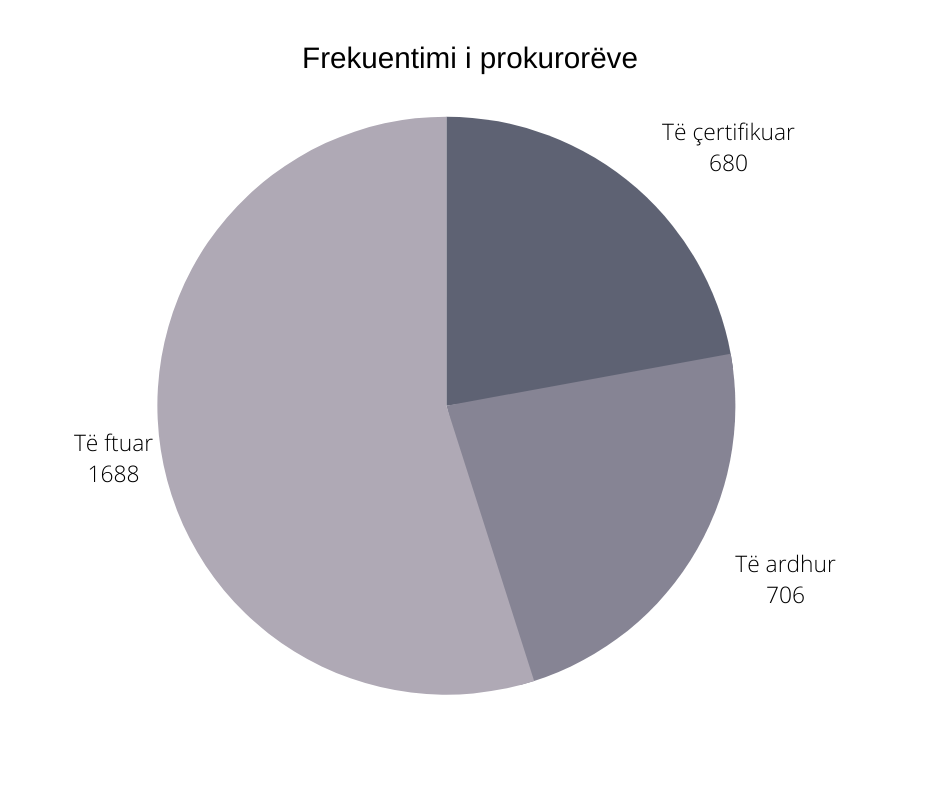 Frekuentimi i prokurorëve
Të çertifikuar
680
Të ftuar
1688
Të ardhur
706